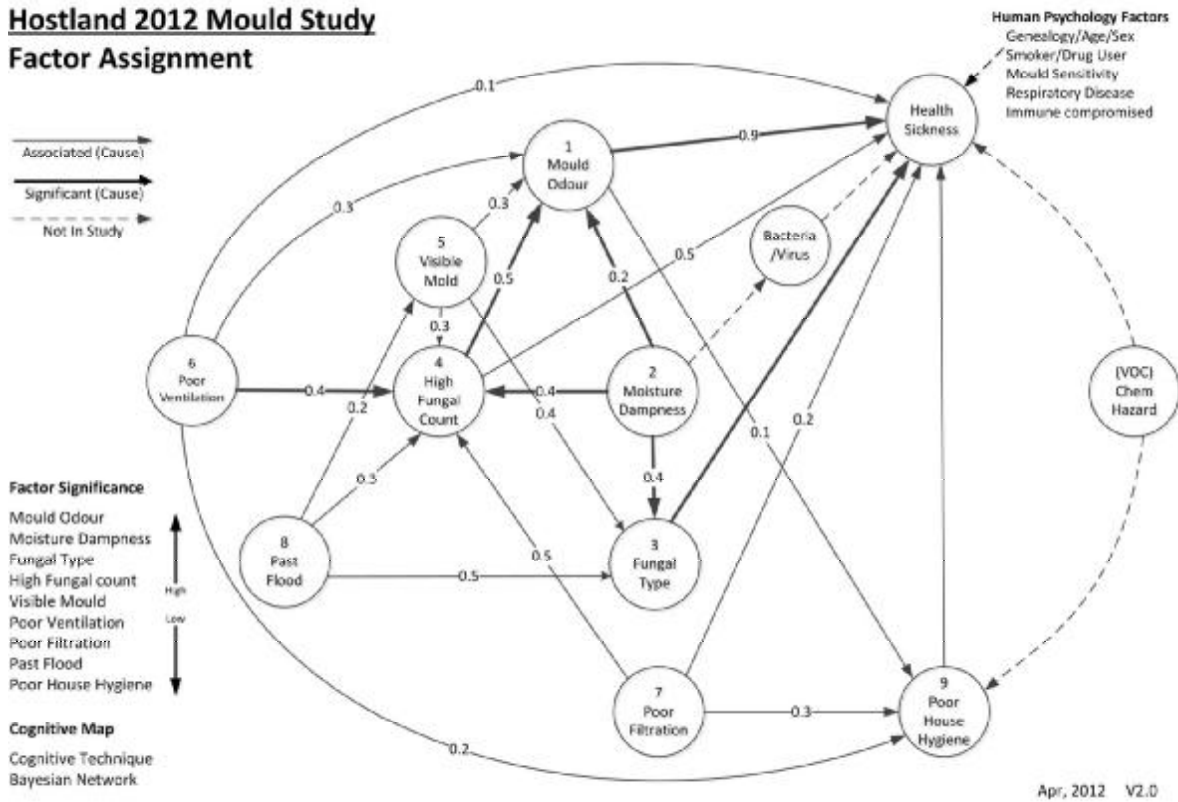 Hostland 2012 Mould Study
Factor Assignment
Human Psychology Factors
Genealogy/Age/Sex
Smoker/Drug User
Mould Sensitivity
Respiratory Disease
Immune compromised
Associated (Cause)
Significant (Cause)
Not In Study
0.1
Health
Sickness
1
Mould
Odour
0.9
0.3
0.3
5
Visible
Mold
Bacteria
/Virus
0.5
0.5
0.2
0.3
6
Poor
Ventilation
0.4
4
High
Fungal
Count
0.4
2
Moisture
Dampness
(VOC)
Chem
Hazard
0.2
0.4
0.1
0.2
0.3
0.4
8
Past
Flood
0.5
0.5
3
Fungal
Type
Factor Significance
Mould Odour
Moisture Dampness
Fungal Type
High Fungal count
Visible Mould
Poor Ventilation
Poor Filtration
Past Flood
Poor House Hygiene
High
Low
7
Poor
Filtration
0.3
9
Poor
House
Hygiene
0.2
Cognitive Map
Cognitive Technique
Bayesian Network
Apr, 2012 V2.0